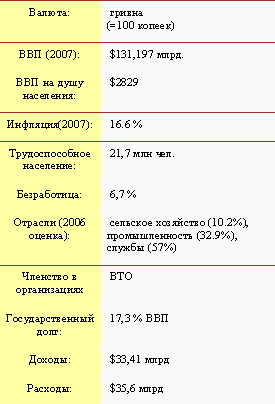 Валюта: гривна
(=100 копеек)
ВВП (2007): $131,197 млрд.
ВВП на душу $2829
населения:
Инфляция(2007): 16.6 %
Трудоспособное 21,7 млн чел.
население:
Безработица: 6,7 %
Отрасли (2006 сельское хозяйство (10.2%),
оценка): промышленность (32.9%),
службы (57%)
Членство в ВТО
организациях
Государственный 17,3 % ВВП
долг:
Доходы: $33,41 млрд
Расходы: $35,6 млрд